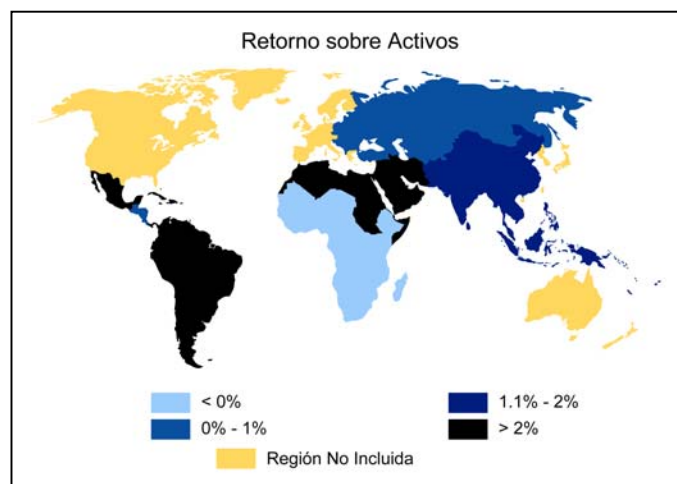 Retorno sobre Activos
< 0%
1.1% - 2%
0% - 1%
> 2%
Región No Incluida